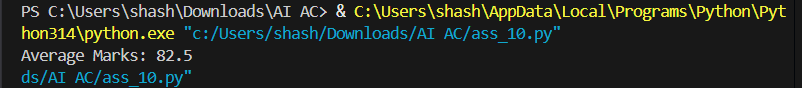 PS C:\Users\shash\Downloads\AI AC> & C:\Users\shash\AppData\Local\Programs\Python\Pyt
hon314\python.exe "c:/Users/shash/Downloads/AI AC/ass_10.py"
Average Marks: 82.5
ds/AI AC/ass_10.py"